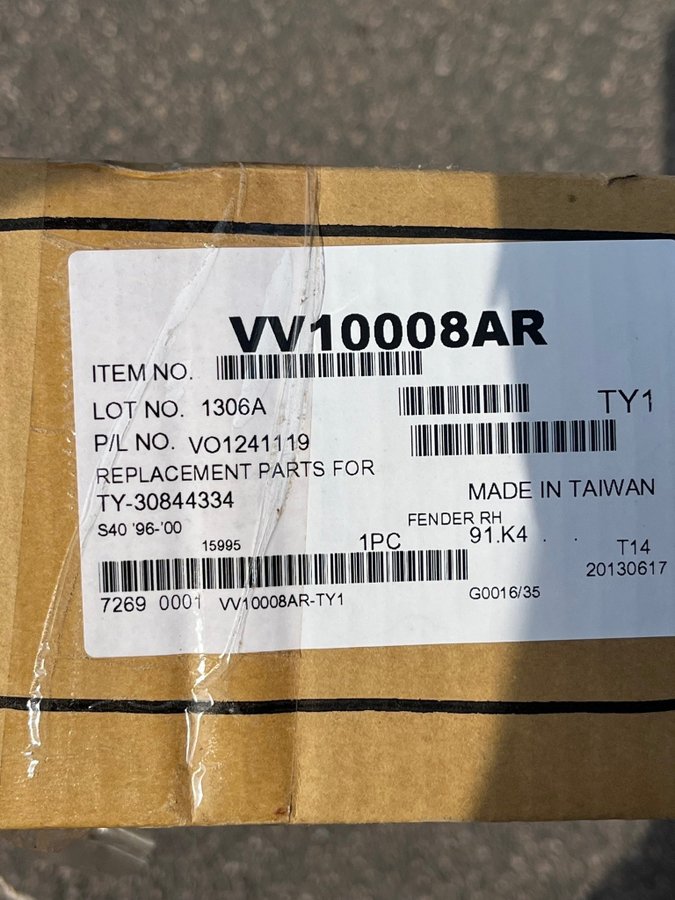 VV10008AR
ITEM NO.
LOT NO. 1306A
TY1
P/L NO. VO1241119
REPLACEMENT PARTS FOR
TY-30844334
MADE IN TAIWAN
S40 '96-'00
FENDER RH
15995
1PC
91.K4
T14
20130617
7269 0001 VV10008AR-TY1
G0016/35